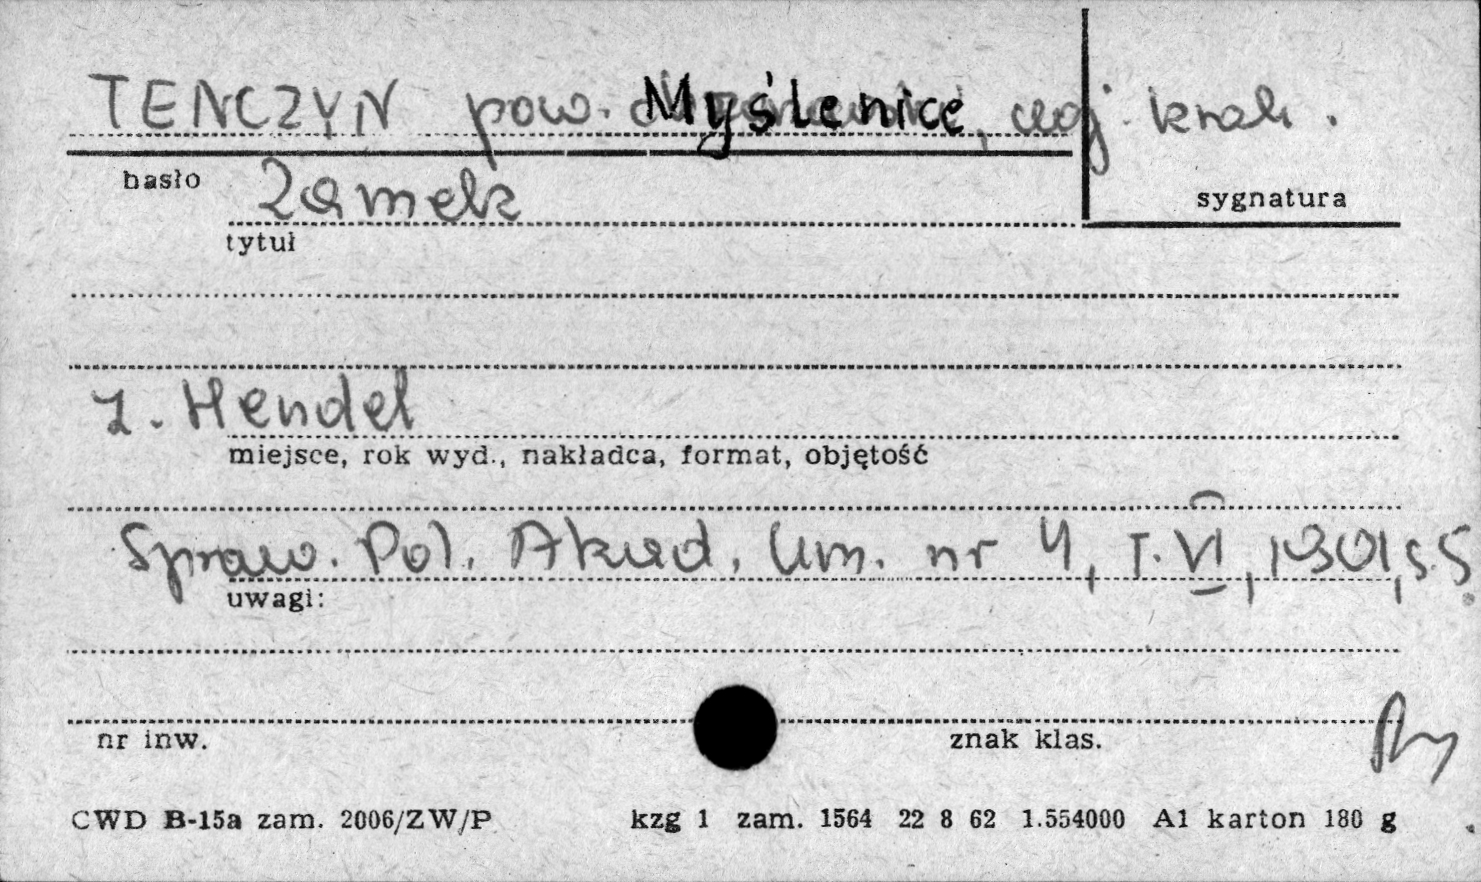 TENCZYN pow. Myślenice, woj. krak.
hasło Zamek sygnatura
tytuł
Z. Hendel
miejsce, rok wyd., nakładca, format, objętość
Spraw. Pol. Akad. Um. nr 4, T. VI, 1901, s. 5
uwagi:
nr inw. znak klas.
CWD B-15a zam. 2006/ZW/P kzg 1 zam. 1564 22 8 62 1.554000 A1 karton 180 g